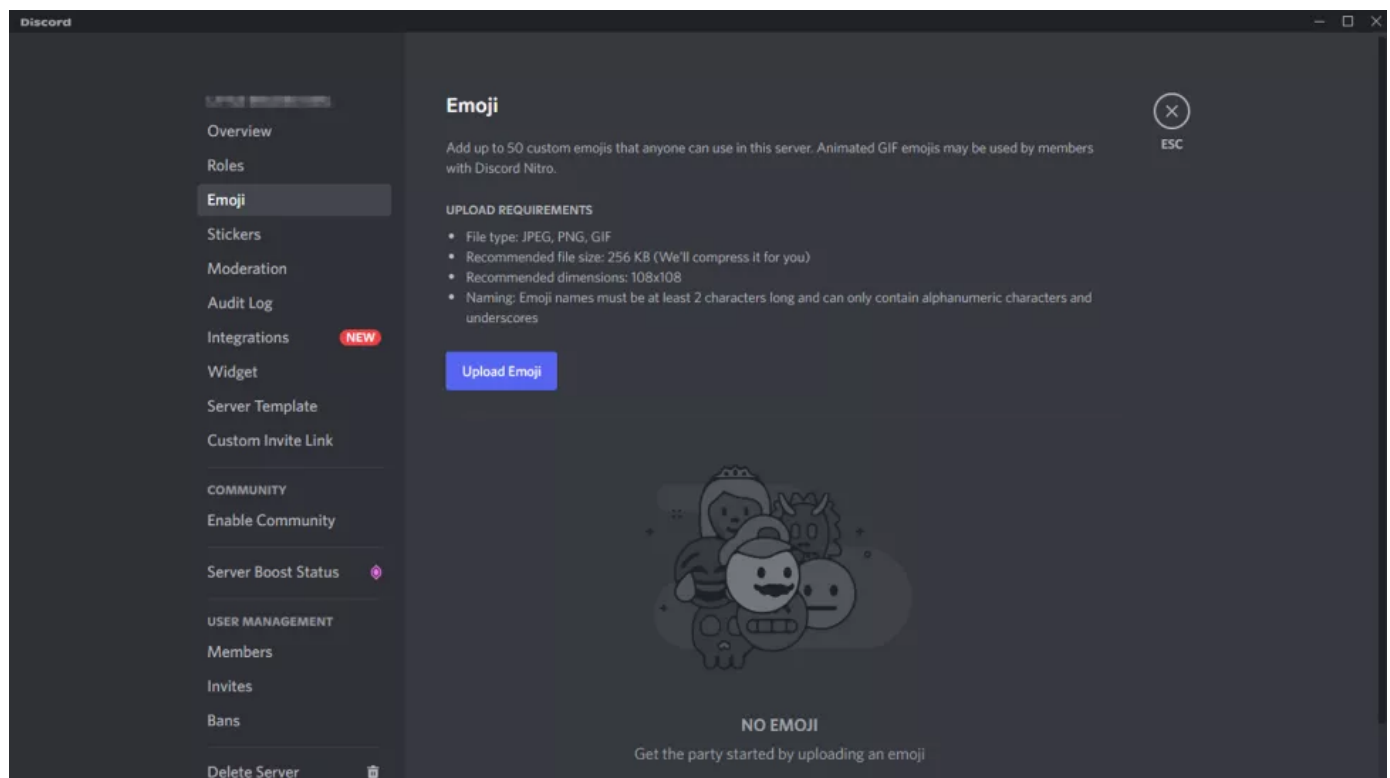 Discord
Overview
Roles
Emoji
Stickers
Moderation
Audit Log
Integrations NEW
Widget
Server Template
Custom Invite Link
COMMUNITY
Enable Community
Server Boost Status
USER MANAGEMENT
Members
Invites
Bans
Delete Server
Emoji
Add up to 50 custom emojis that anyone can use in this server. Animated GIF emojis may be used by members
with Discord Nitro.
UPLOAD REQUIREMENTS
• File type: JPEG, PNG, GIF
• Recommended file size: 256 KB (We'll compress it for you)
• Recommended dimensions: 108x108
• Naming: Emoji names must be at least 2 characters long and can only contain alphanumeric characters and
underscores
Upload Emoji
NO EMOJI
Get the party started by uploading an emoji
ESC